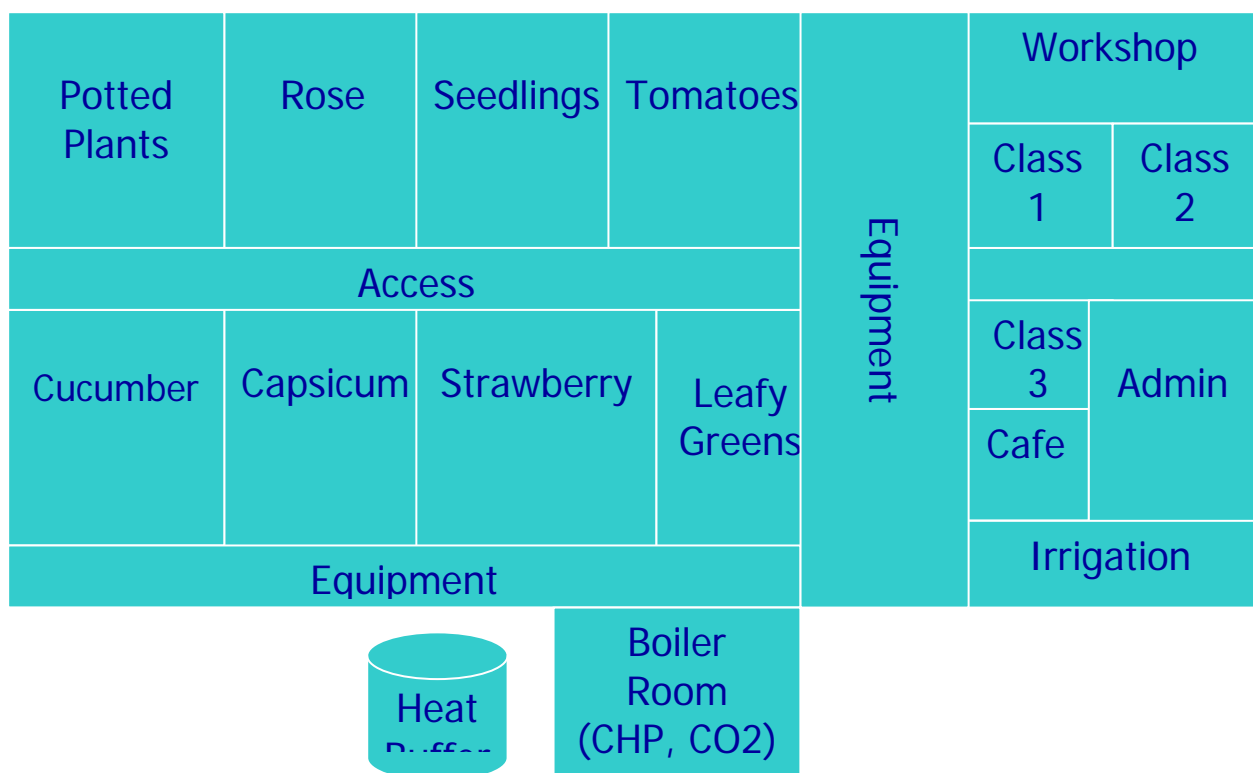 Potted
Plants
Rose
Seedlings
Tomatoes
Workshop
Class
1
Class
2
Access
Equipment
Cucumber
Capsicum
Strawberry
Leafy
Greens
Class
3
Admin
Cafe
Equipment
Irrigation
Heat
Buffer
Boiler
Room
(CHP, CO2)